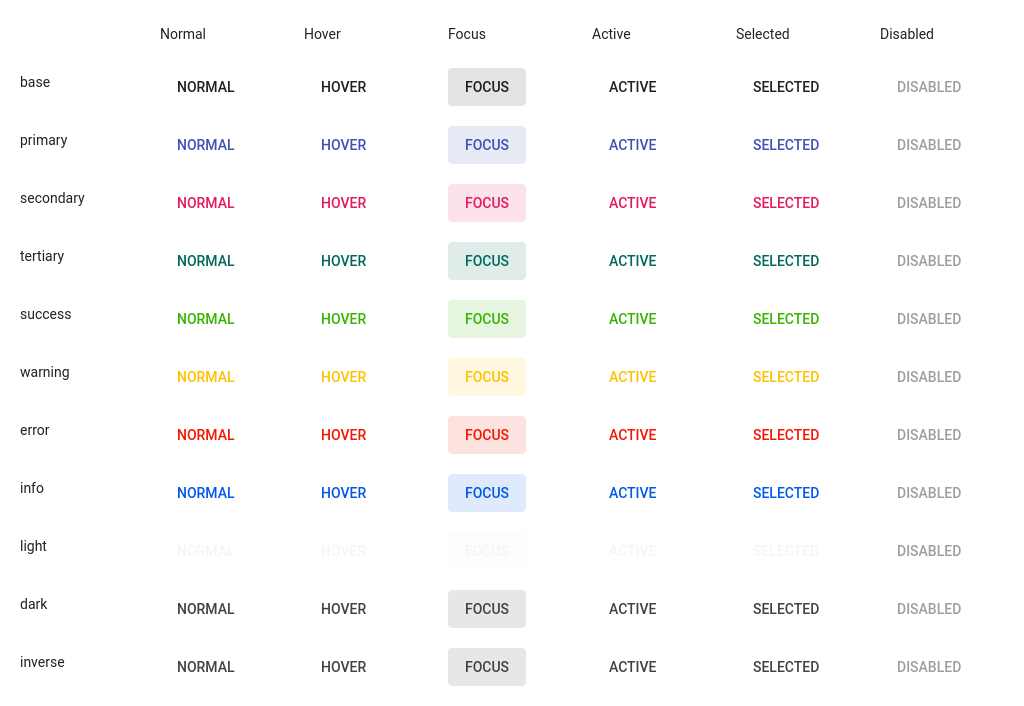 Normal Hover Focus Active Selected Disabled
base NORMAL HOVER FOCUS ACTIVE SELECTED DISABLED
primary NORMAL HOVER FOCUS ACTIVE SELECTED DISABLED
secondary NORMAL HOVER FOCUS ACTIVE SELECTED DISABLED
tertiary NORMAL HOVER FOCUS ACTIVE SELECTED DISABLED
success NORMAL HOVER FOCUS ACTIVE SELECTED DISABLED
warning NORMAL HOVER FOCUS ACTIVE SELECTED DISABLED
error NORMAL HOVER FOCUS ACTIVE SELECTED DISABLED
info NORMAL HOVER FOCUS ACTIVE SELECTED DISABLED
light NORMAL HOVER FOCUS ACTIVE SELECTED DISABLED
dark NORMAL HOVER FOCUS ACTIVE SELECTED DISABLED
inverse NORMAL HOVER FOCUS ACTIVE SELECTED DISABLED